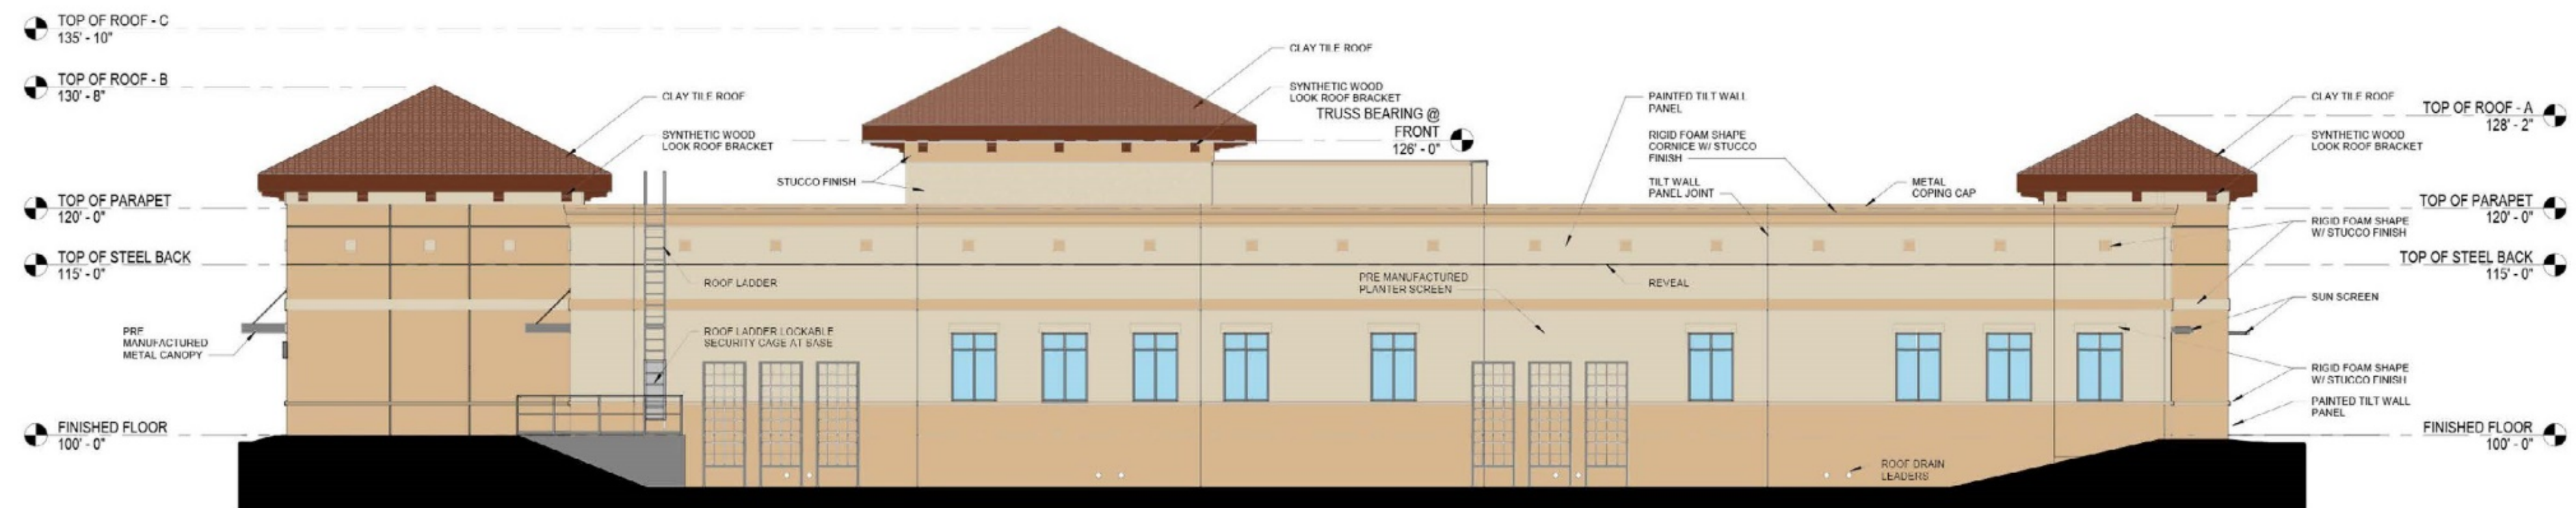 TOP OF ROOF - C
135' - 10"
TOP OF ROOF - B
130' - 8"
TOP OF PARAPET
120' - 0"
TOP OF STEEL BACK
115' - 0"
PRE
MANUFACTURED
METAL CANOPY
FINISHED FLOOR
100' - 0"
CLAY TILE ROOF
SYNTHETIC WOOD
LOOK ROOF BRACKET
STUCCO FINISH
ROOF LADDER
ROOF LADDER LOCKABLE
SECURITY CAGE AT BASE
CLAY TILE ROOF
SYNTHETIC WOOD
LOOK ROOF BRACKET
TRUSS BEARING @
FRONT
126' - 0"
PRE MANUFACTURED
PLANTER SCREEN
PAINTED TILT WALL
PANEL
RIGID FOAM SHAPE
CORNICE W/ STUCCO
FINISH
TILT WALL
PANEL JOINT
METAL
COPING CAP
REVEAL
ROOF DRAIN
LEADERS
CLAY TILE ROOF
TOP OF ROOF - A
128' - 2"
SYNTHETIC WOOD
LOOK ROOF BRACKET
TOP OF PARAPET
120' - 0"
RIGID FOAM SHAPE
W/ STUCCO FINISH
TOP OF STEEL BACK
115' - 0"
SUN SCREEN
RIGID FOAM SHAPE
W/ STUCCO FINISH
PAINTED TILT WALL
PANEL
FINISHED FLOOR
100' - 0"